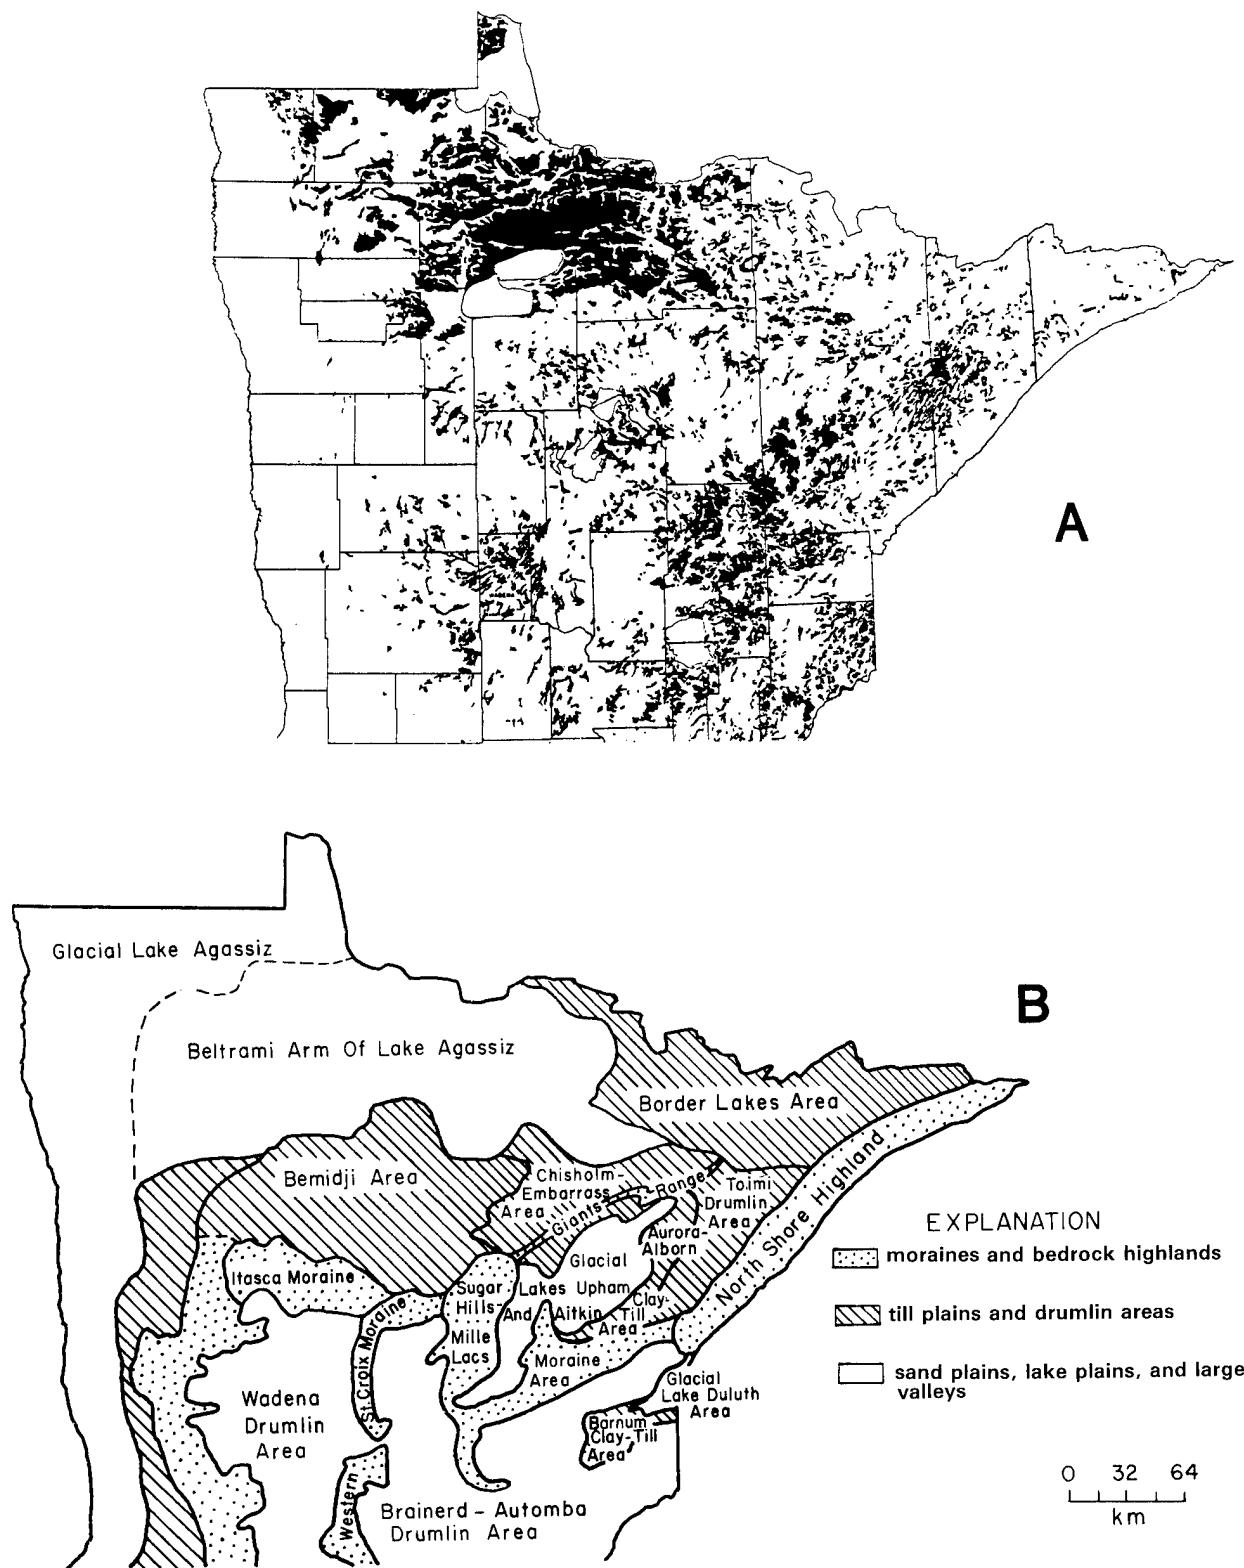 A
B
Glacial Lake Agassiz
Beltrami Arm Of Lake Agassiz
Border Lakes Area
Bemidji Area
Chisholm-
Embarrass
Area
Giants Range
Toimi
Drumlin
Area
Aurora-
Alborn
Clay-
Till
Area
North Shore Highland
Glacial
Lakes Upham
And Aitkin
Itasca Moraine
St. Croix Moraine
Sugar
Hills-
Mille
Lacs
Moraine
Area
Glacial
Lake Duluth
Area
Barnum
Clay-Till
Area
Wadena
Drumlin
Area
Western
Brainerd - Automba
Drumlin Area
EXPLANATION
moraines and bedrock highlands
till plains and drumlin areas
sand plains, lake plains, and large
valleys
0 32 64
km